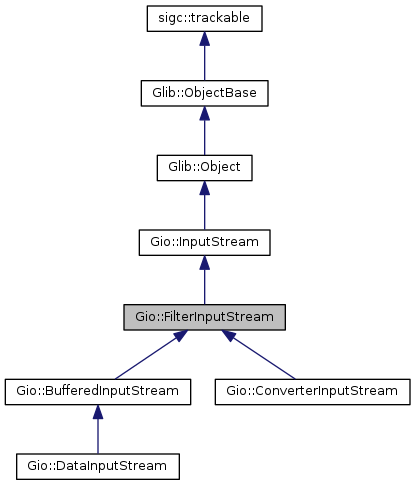 sigc::trackable
Glib::ObjectBase
Glib::Object
Gio::InputStream
Gio::FilterInputStream
Gio::BufferedInputStream
Gio::ConverterInputStream
Gio::DataInputStream